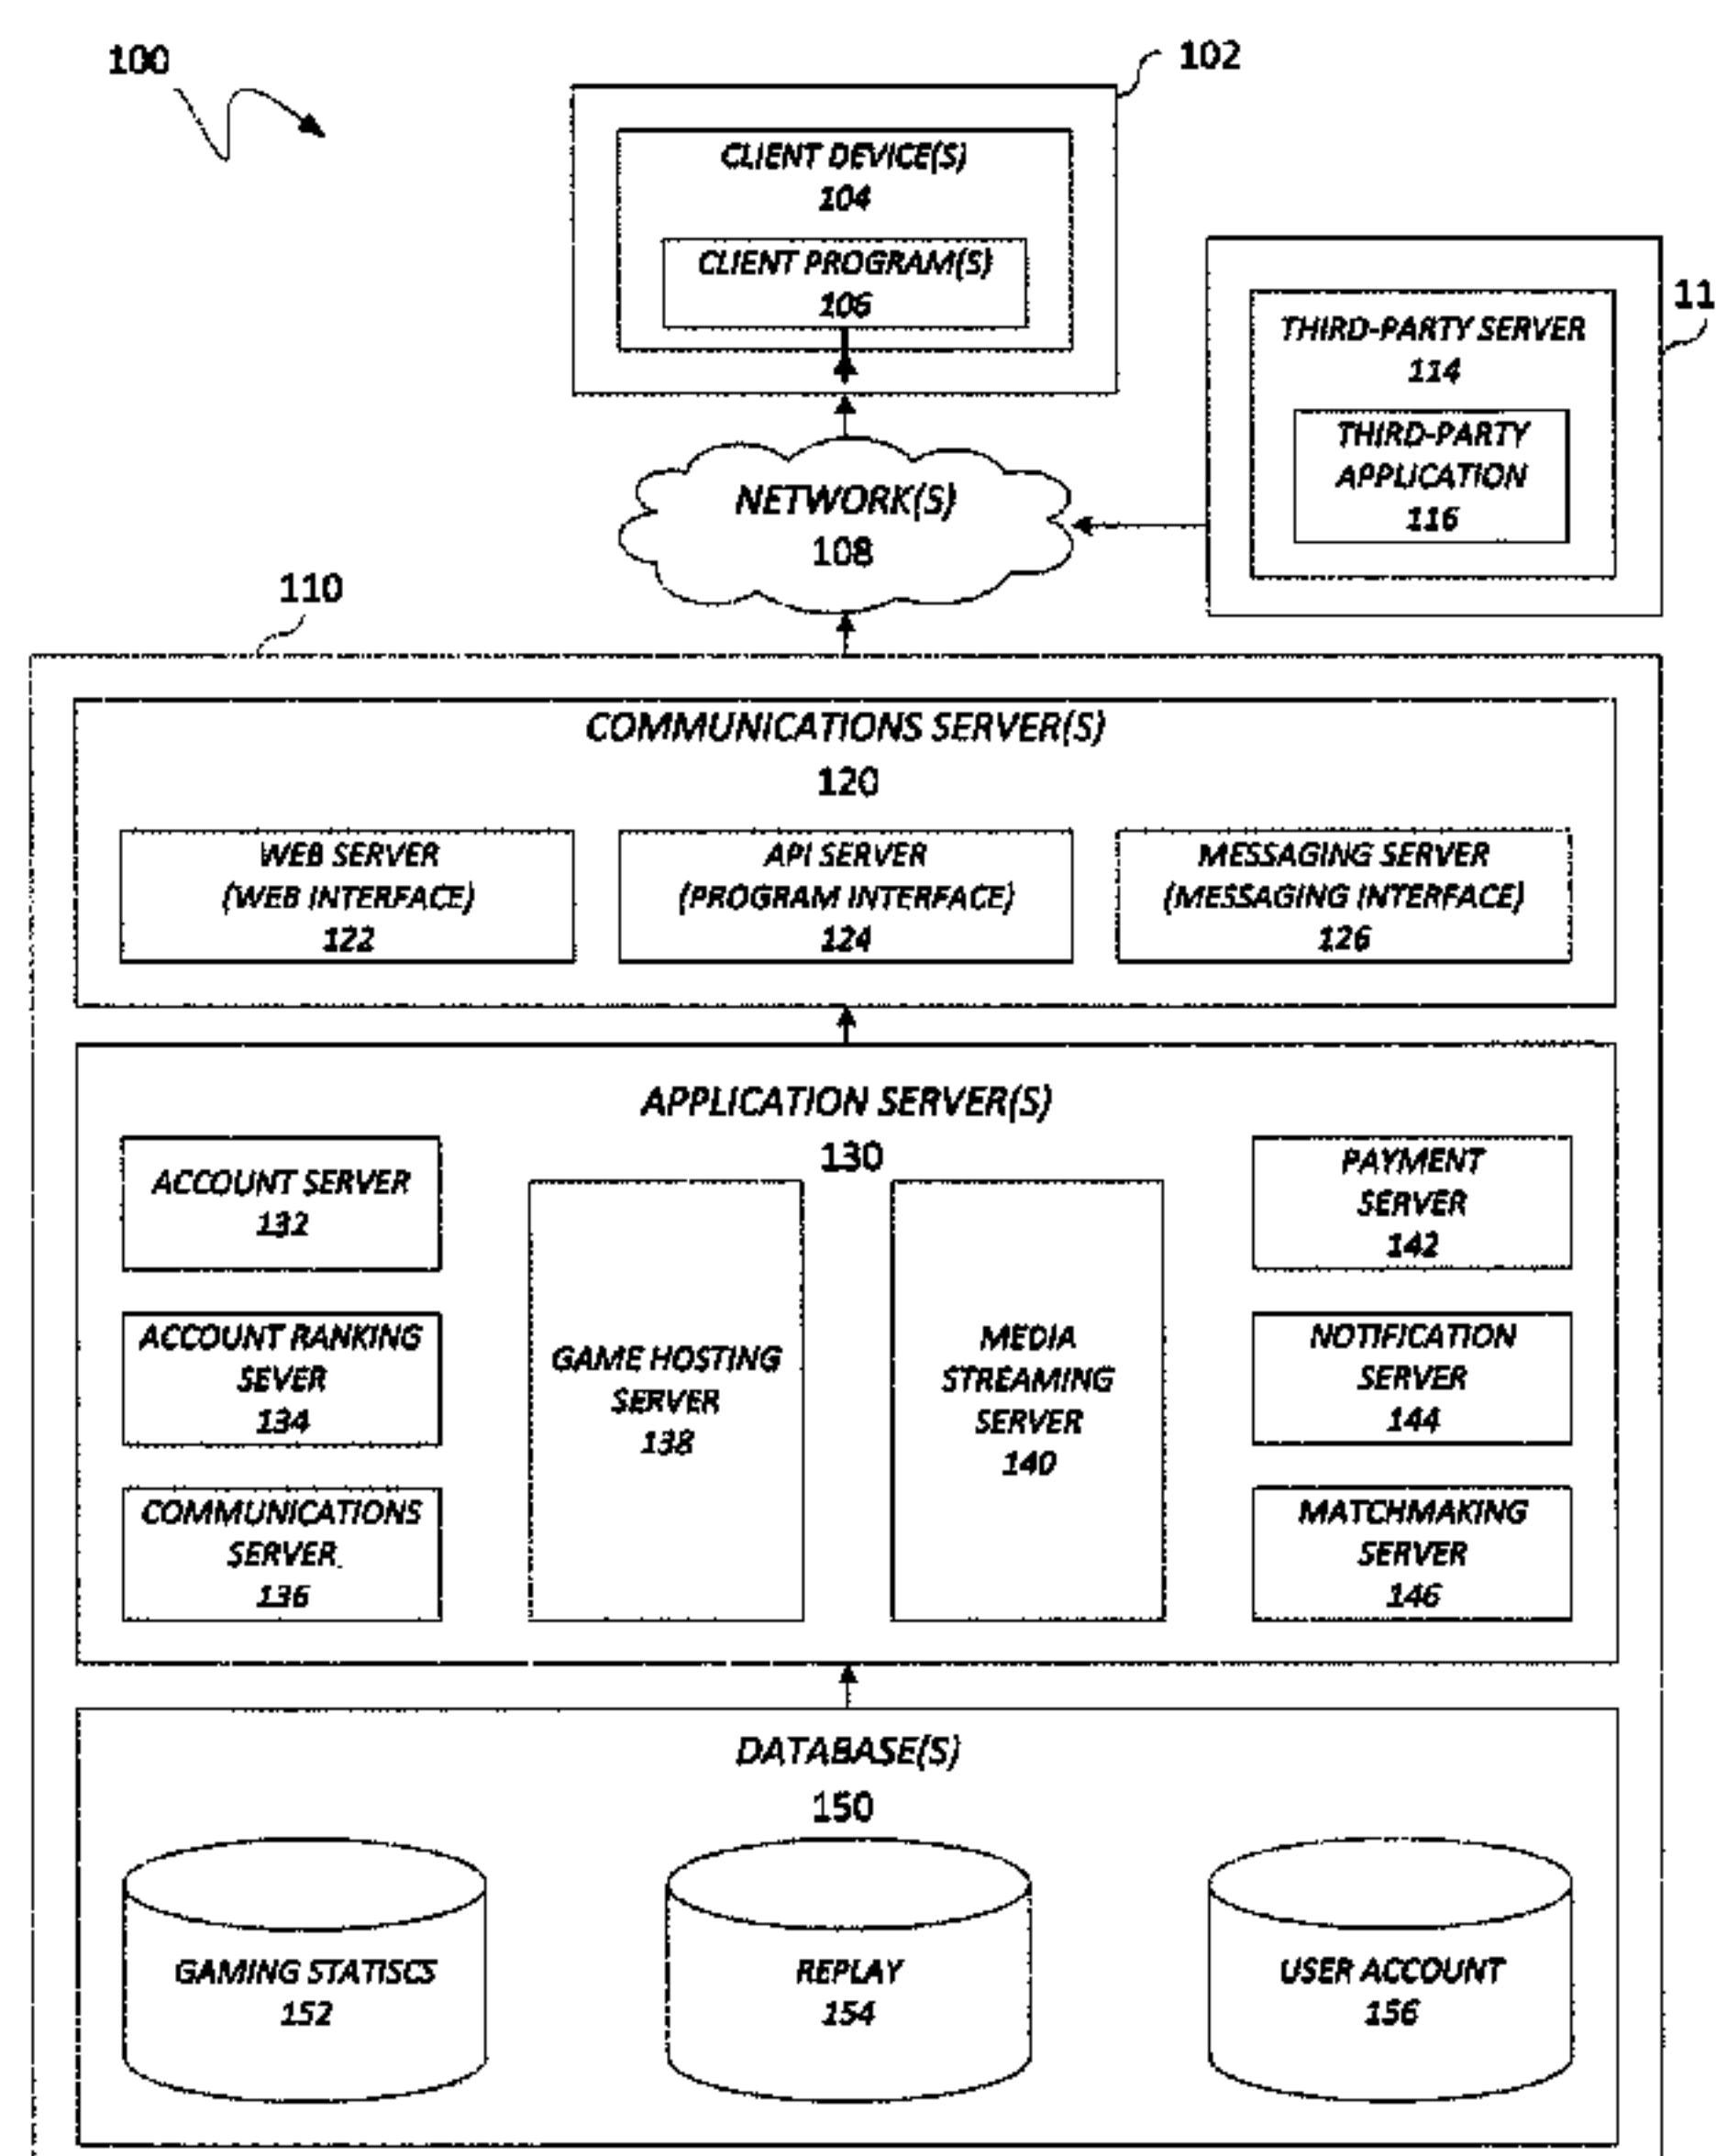 100
102
CLIENT DEVICE(S)
104
CLIENT PROGRAM(S)
106
11
THIRD-PARTY SERVER
114
THIRD-PARTY
APPLICATION
116
NETWORK(S)
108
110
COMMUNICATIONS SERVER(S)
120
WEB SERVER
(WEB INTERFACE)
122
API SERVER
(PROGRAM INTERFACE)
124
MESSAGING SERVER
(MESSAGING INTERFACE)
126
APPLICATION SERVER(S)
130
ACCOUNT SERVER
132
ACCOUNT RANKING
SEVER
134
COMMUNICATIONS
SERVER
136
GAME HOSTING
SERVER
138
MEDIA
STREAMING
SERVER
140
PAYMENT
SERVER
142
NOTIFICATION
SERVER
144
MATCHMAKING
SERVER
146
DATABASE(S)
150
GAMING STATISCS
152
REPLAY
154
USER ACCOUNT
156